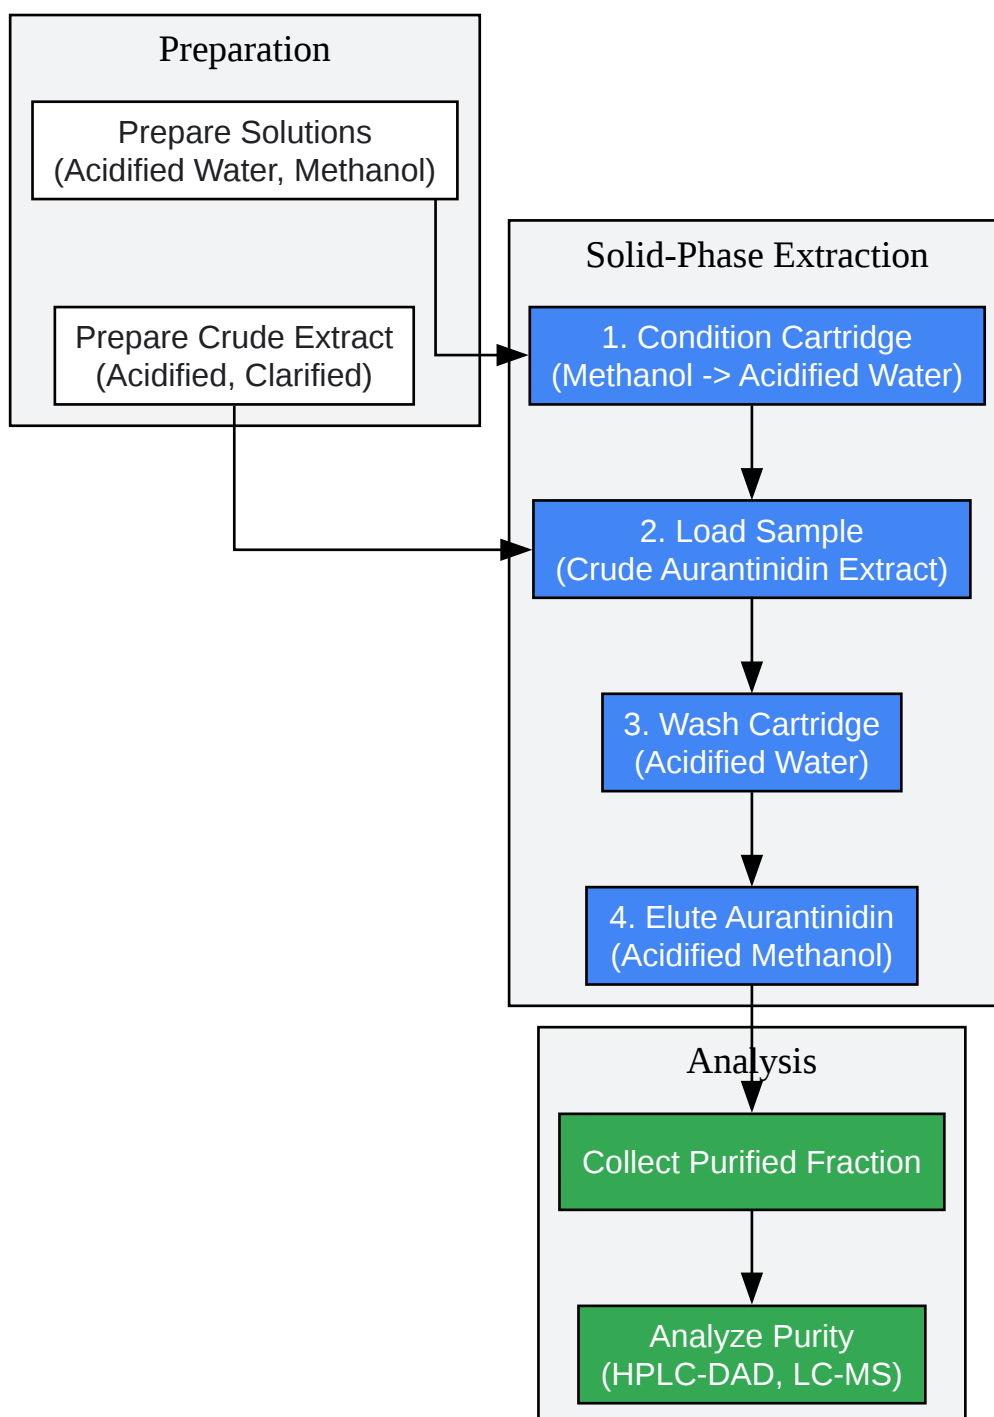 Preparation
Prepare Solutions
(Acidified Water, Methanol)
Prepare Crude Extract
(Acidified, Clarified)
Solid-Phase Extraction
1. Condition Cartridge
(Methanol -> Acidified Water)
2. Load Sample
(Crude Aurantinidin Extract)
3. Wash Cartridge
(Acidified Water)
4. Elute Aurantinidin
(Acidified Methanol)
Analysis
Collect Purified Fraction
Analyze Purity
(HPLC-DAD, LC-MS)